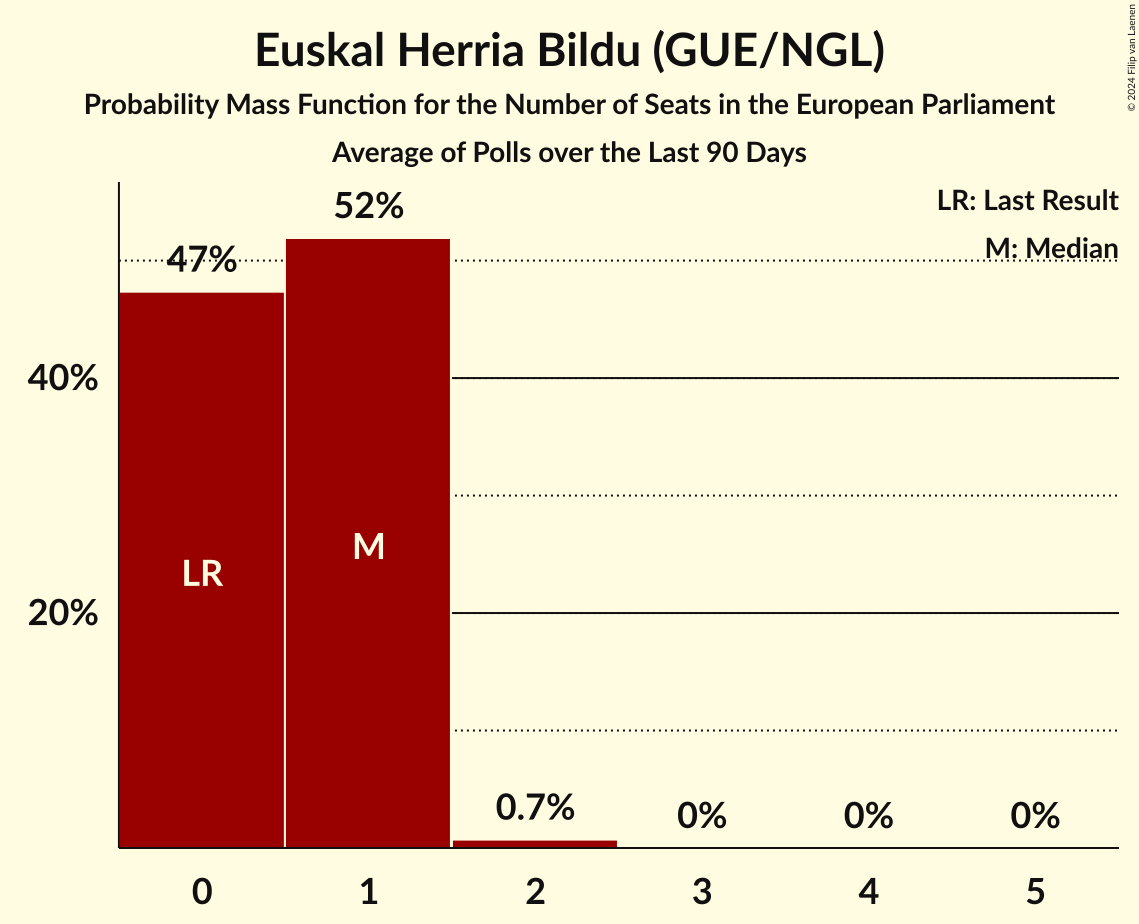 Euskal Herria Bildu (GUE/NGL)
Probability Mass Function for the Number of Seats in the European Parliament
Average of Polls over the Last 90 Days
© 2024 Filip van Laenen
LR: Last Result
M: Median
52%
47%
40%
20%
LR
M
0.7%
0%
0%
0%
0
1
2
3
4
5